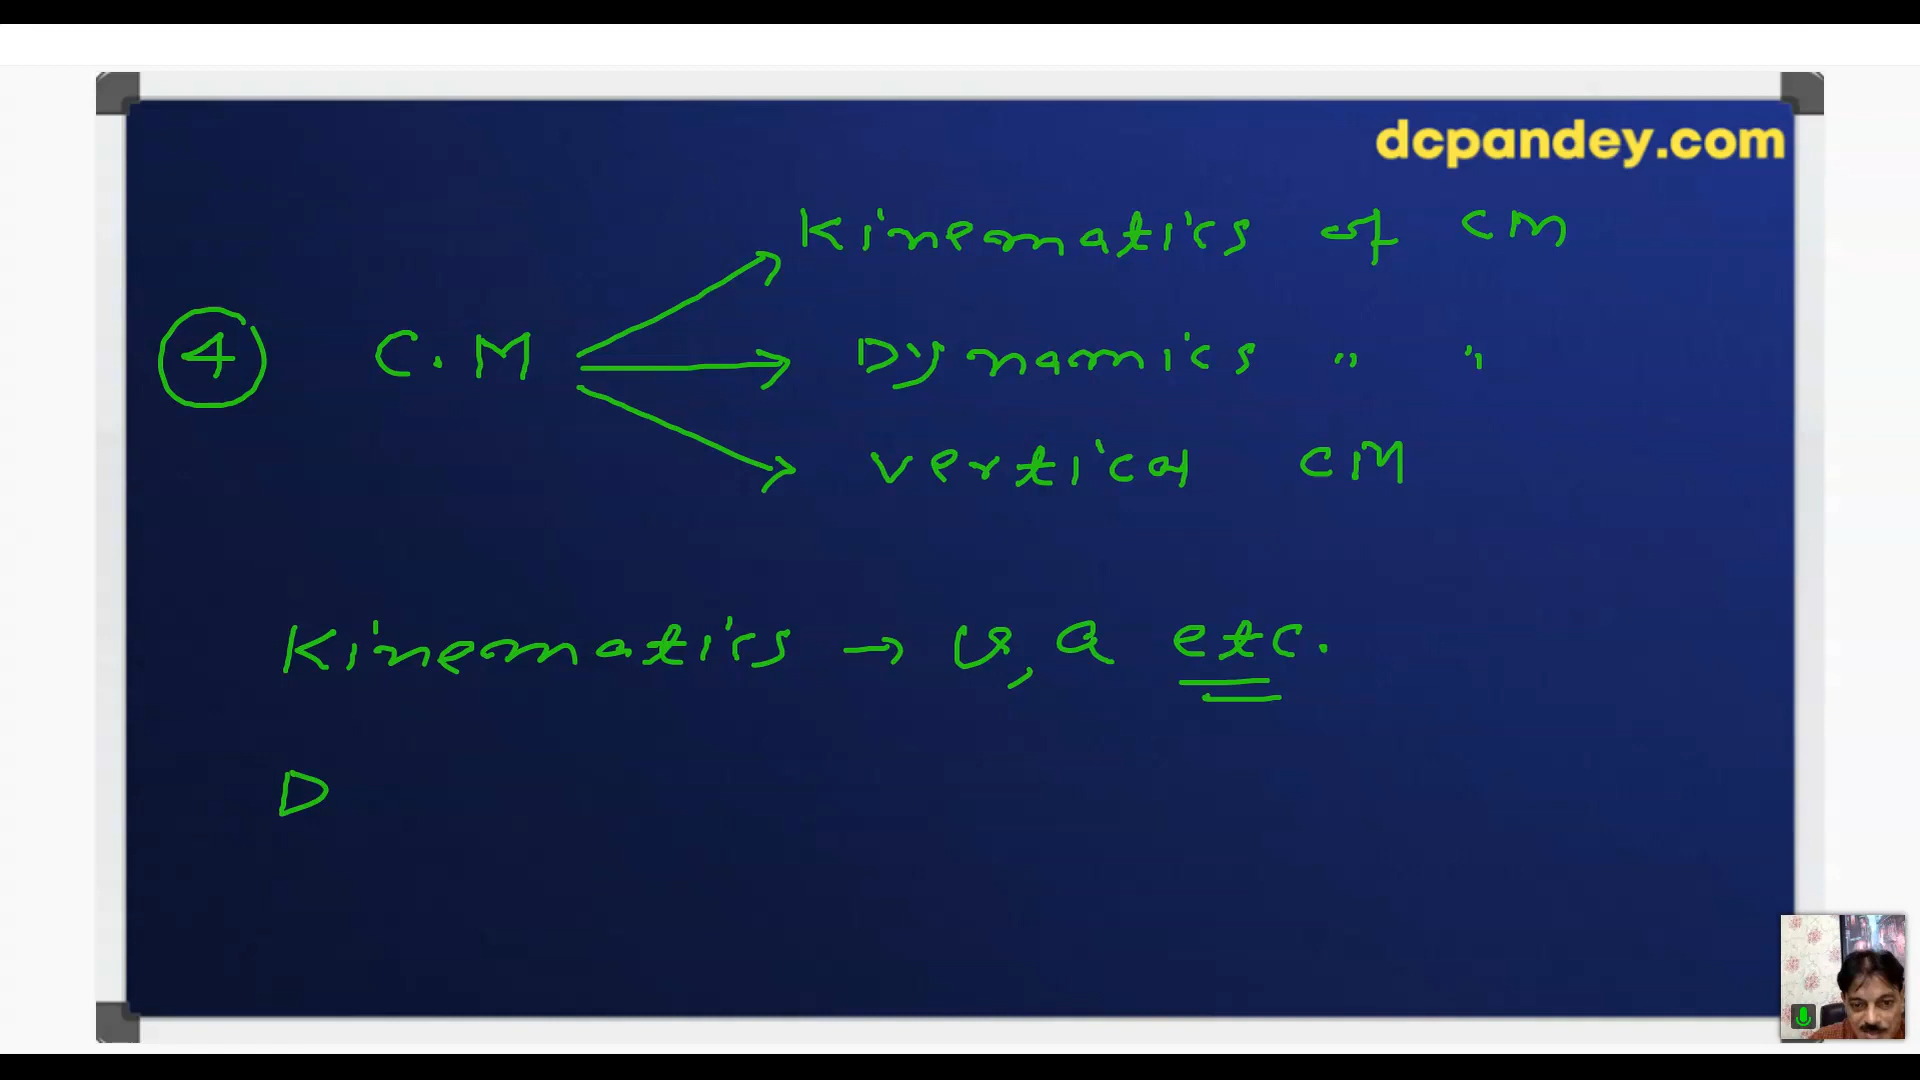 dcpandey.com
Kinematics of CM
④ C.M Dynamics " "
Vertical CM
Kinematics → v, a etc.
D